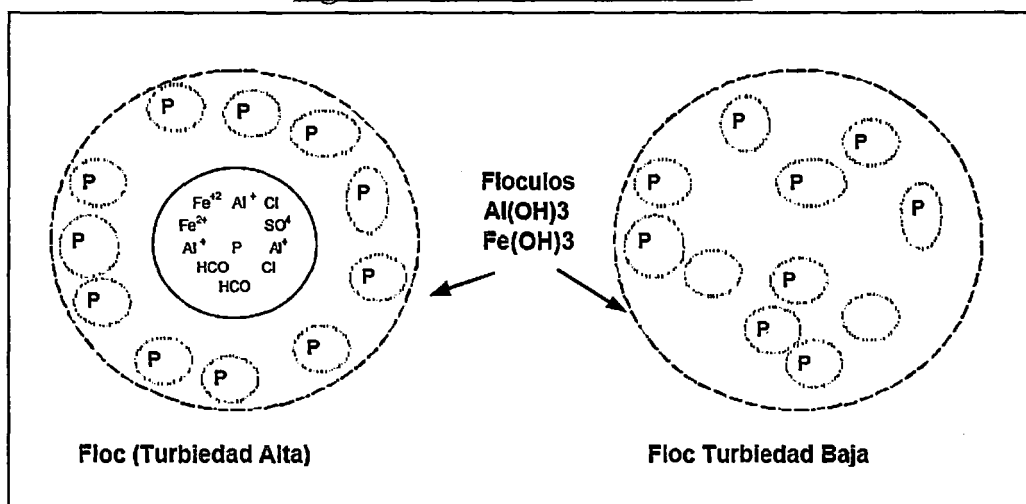 P P P
P P
P P
P
P P P
Fe+2 Al+ Cl
Fe2+ SO4
Al+ P Al+
HCO Cl
HCO
Floc (Turbiedad Alta)
Floculos
Al(OH)3
Fe(OH)3
P P
P P P
P
P
P
P
Floc Turbiedad Baja